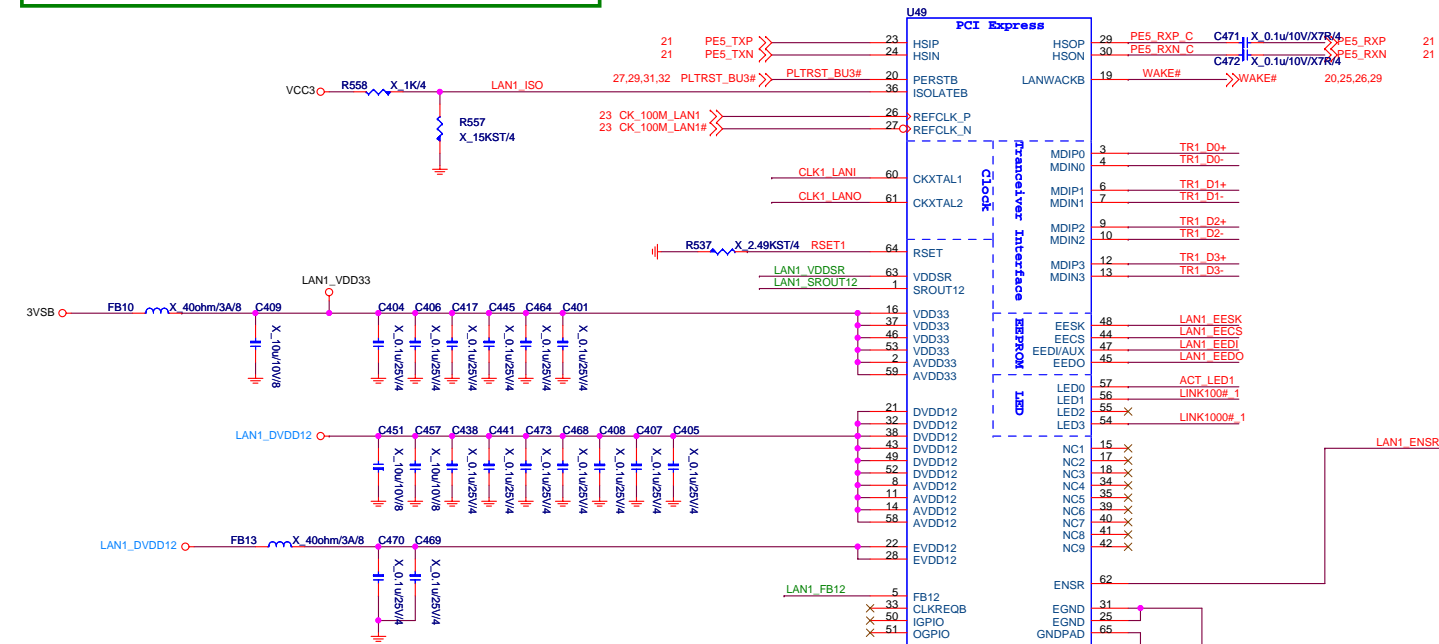 U49
PCI Express
21 PE5_TXP 23 HSIP HSOP 29 PE5_RXP_C C471 X_0.1u/10V/X7R/4 PE5_RXP 21
21 PE5_TXN 24 HSIN HSON 30 PE5_RXN_C C472 X_0.1u/10V/X7R/4 PE5_RXN 21
27,29,31,32 PLTRST_BU3# PLTRST_BU3# 20 PERSTB LANWACKB 19 WAKE# WAKE# 20,25,26,29
VCC3 R558 X_1K/4 LAN1_ISO 36 ISOLATEB
R557
X_15KST/4
23 CK_100M_LAN1 26 REFCLK_P
23 CK_100M_LAN1# 27 REFCLK_N
Clock
Tranceiver Interface
MDIP0 3 TR1_D0+
MDIN0 4 TR1_D0-
CLK1_LANI 60 CKXTAL1
MDIP1 6 TR1_D1+
MDIN1 7 TR1_D1-
CLK1_LANO 61 CKXTAL2
MDIP2 9 TR1_D2+
MDIN2 10 TR1_D2-
R537 X_2.49KST/4 RSET1 64 RSET
MDIP3 12 TR1_D3+
MDIN3 13 TR1_D3-
LAN1_VDDSR 63 VDDSR
LAN1_SROUT12 1 SROUT12
LAN1_VDD33
3VSB FB10 X_40ohm/3A/8 C409 C404 C406 C417 C445 C464 C401
X_10u/10V/8 X_0.1u/25V/4 X_0.1u/25V/4 X_0.1u/25V/4 X_0.1u/25V/4 X_0.1u/25V/4 X_0.1u/25V/4
16 VDD33
37 VDD33
46 VDD33
53 VDD33
2 AVDD33
59 AVDD33
EEPROM
EESK 48 LAN1_EESK
EECS 44 LAN1_EECS
EEDI/AUX 47 LAN1_EEDI
EEDO 45 LAN1_EEDO
LED
LED0 57 ACT_LED1
LED1 56 LINK100#_1
LED2 55
LED3 54 LINK1000#_1
LAN1_DVDD12 C451 C457 C438 C441 C473 C468 C408 C407 C405
X_10u/10V/8 X_10u/10V/8 X_0.1u/25V/4 X_0.1u/25V/4 X_0.1u/25V/4 X_0.1u/25V/4 X_0.1u/25V/4 X_0.1u/25V/4 X_0.1u/25V/4
21 DVDD12
32 DVDD12
38 DVDD12
43 DVDD12
49 DVDD12
52 DVDD12
8 AVDD12
11 AVDD12
14 AVDD12
58 AVDD12
NC1 15
NC2 17
NC3 18
NC4 34
NC5 35
NC6 39
NC7 40
NC8 41
NC9 42
LAN1_ENSR
LAN1_DVDD12 FB13 X_40ohm/3A/8 C470 C469
X_0.1u/25V/4 X_0.1u/25V/4
22 EVDD12
28 EVDD12
ENSR 62
LAN1_FB12 5 FB12
33 CLKREQB EGND 31
50 IGPIO EGND 25
51 OGPIO GNDPAD 65